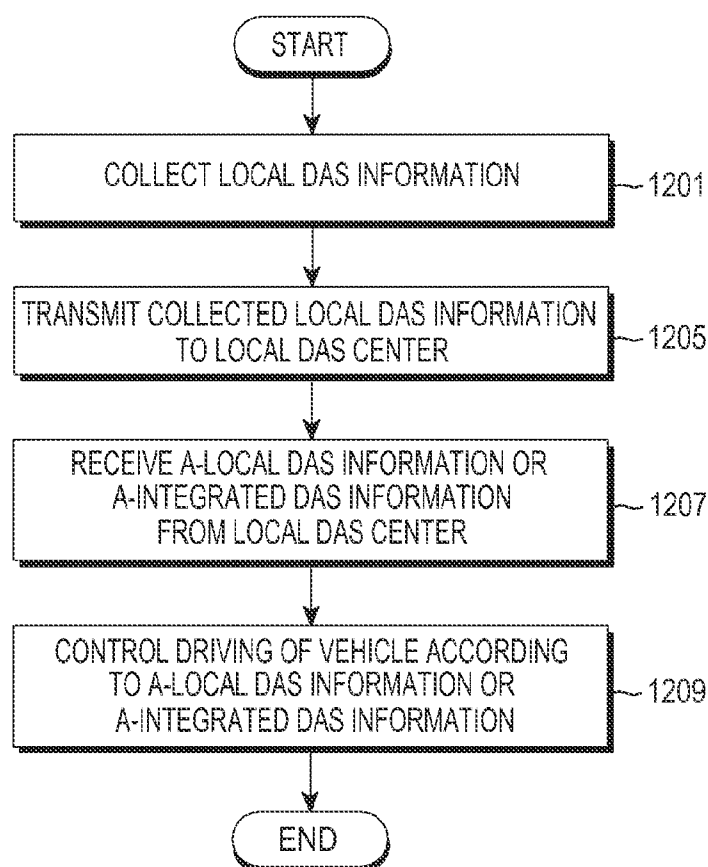 START
COLLECT LOCAL DAS INFORMATION
1201
TRANSMIT COLLECTED LOCAL DAS INFORMATION
TO LOCAL DAS CENTER
1205
RECEIVE A-LOCAL DAS INFORMATION OR
A-INTEGRATED DAS INFORMATION
FROM LOCAL DAS CENTER
1207
CONTROL DRIVING OF VEHICLE ACCORDING
TO A-LOCAL DAS INFORMATION OR
A-INTEGRATED DAS INFORMATION
1209
END